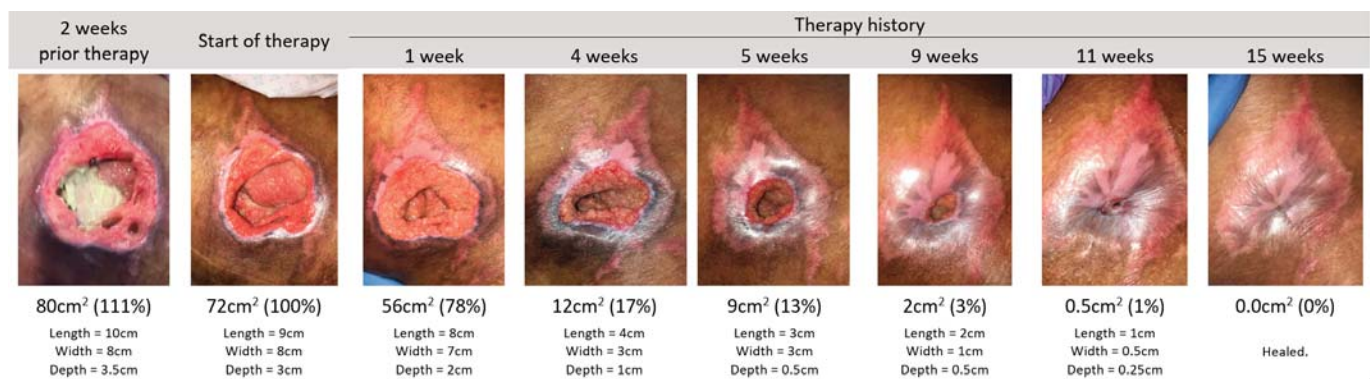 2 weeks
prior therapy
Start of therapy
Therapy history
1 week
4 weeks
5 weeks
9 weeks
11 weeks
15 weeks
80cm² (111%)
Length = 10cm
Width = 8cm
Depth = 3.5cm
72cm² (100%)
Length = 9cm
Width = 8cm
Depth = 3cm
56cm² (78%)
Length = 8cm
Width = 7cm
Depth = 2cm
12cm² (17%)
Length = 4cm
Width = 3cm
Depth = 1cm
9cm² (13%)
Length = 3cm
Width = 3cm
Depth = 0.5cm
2cm² (3%)
Length = 2cm
Width = 1cm
Depth = 0.5cm
0.5cm² (1%)
Length = 1cm
Width = 0.5cm
Depth = 0.25cm
0.0cm² (0%)
Healed.